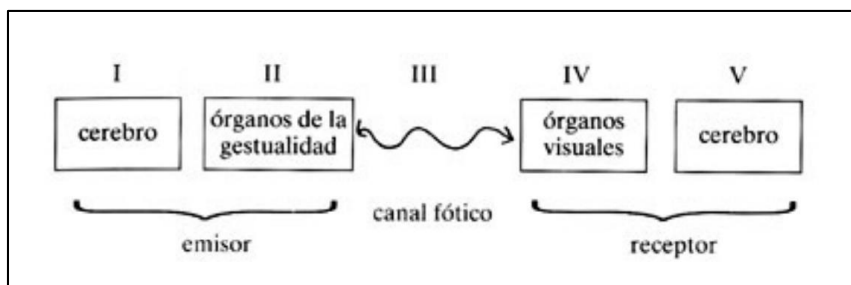 I II III IV V
cerebro
órganos de la
gestualidad
órganos
visuales
cerebro
canal fótico
emisor
receptor